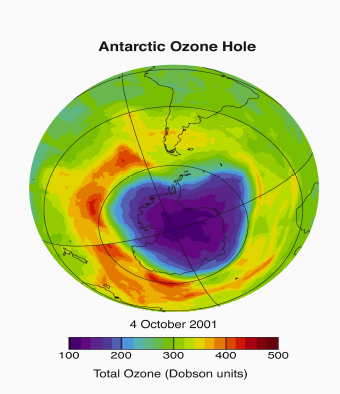 Antarctic Ozone Hole
4 October 2001
100 200 300 400 500
Total Ozone (Dobson units)